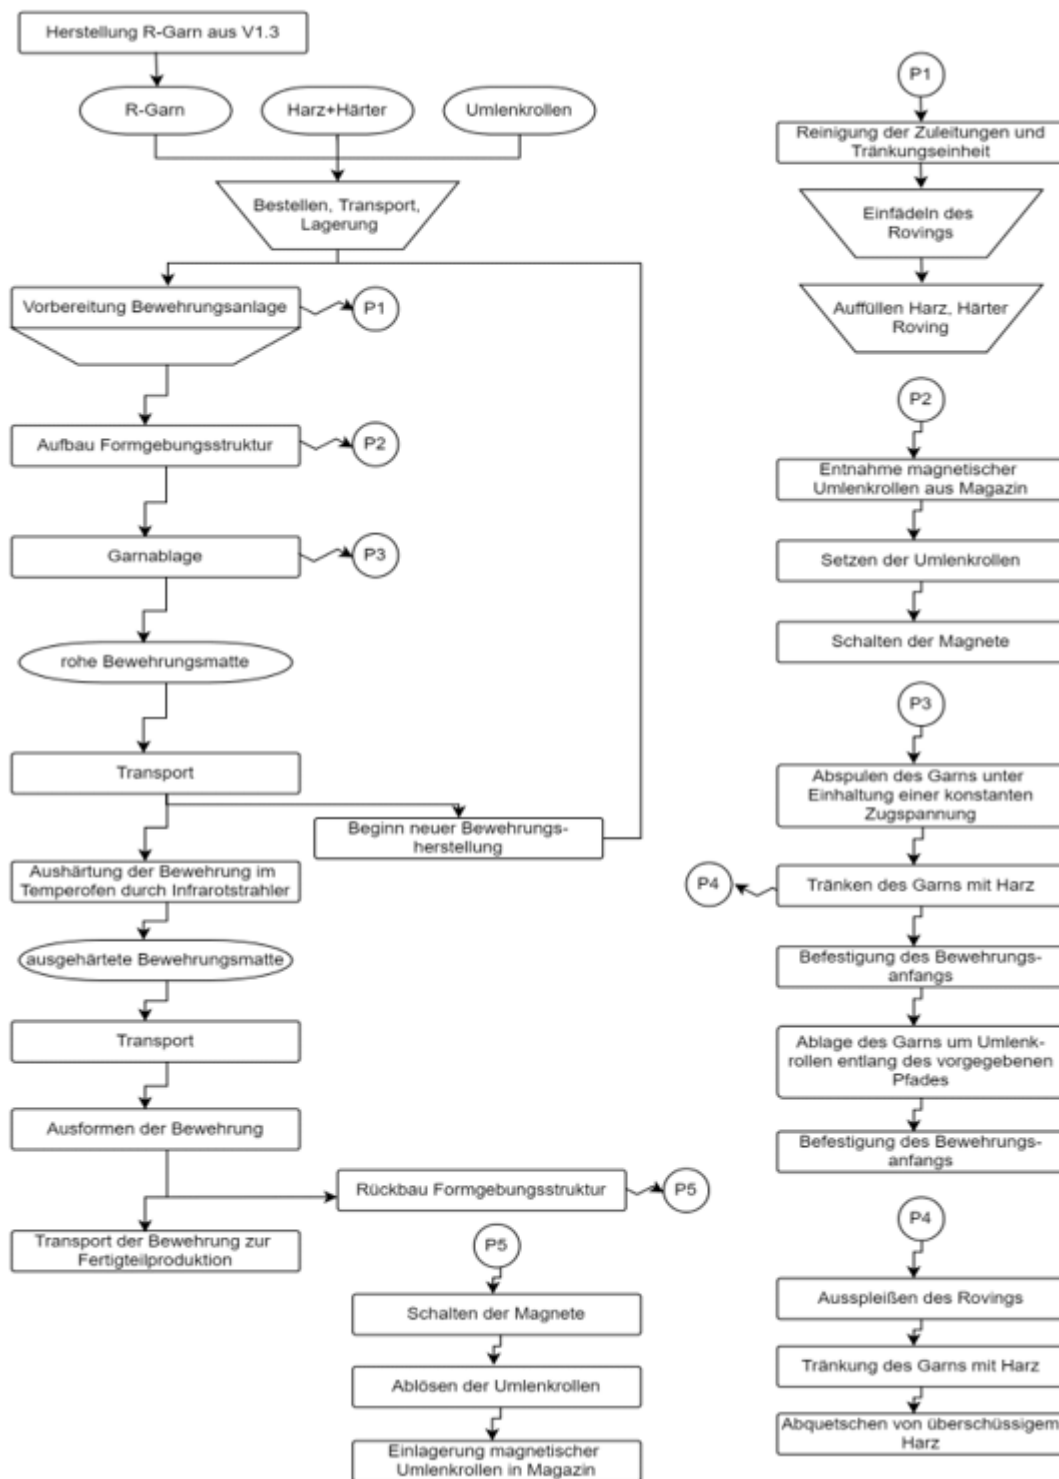 Herstellung R-Garn aus V1.3
R-Garn
Harz+Härter
Umlenkrollen
Bestellen, Transport,
Lagerung
Vorbereitung Bewehrungsanlage
P1
Aufbau Formgebungsstruktur
P2
Garnablage
P3
rohe Bewehrungsmatte
Transport
Beginn neuer Bewehrungs-
herstellung
Aushärtung der Bewehrung im
Temperofen durch Infrarotstrahler
ausgehärtete Bewehrungsmatte
Transport
Ausformen der Bewehrung
Rückbau Formgebungsstruktur
P5
Transport der Bewehrung zur
Fertigteilproduktion
P5
Schalten der Magnete
Ablösen der Umlenkrollen
Einlagerung magnetischer
Umlenkrollen in Magazin
P1
Reinigung der Zuleitungen und
Tränkungseinheit
Einfädeln des
Rovings
Auffüllen Harz, Härter
Roving
P2
Entnahme magnetischer
Umlenkrollen aus Magazin
Setzen der Umlenkrollen
Schalten der Magnete
P3
Abspulen des Garns unter
Einhaltung einer konstanten
Zugspannung
P4
Tränken des Garns mit Harz
Befestigung des Bewehrungs-
anfangs
Ablage des Garns um Umlenk-
rollen entlang des vorgegebenen
Pfades
Befestigung des Bewehrungs-
anfangs
P4
Ausspleißen des Rovings
Tränkung des Garns mit Harz
Abquetschen von überschüssigem
Harz